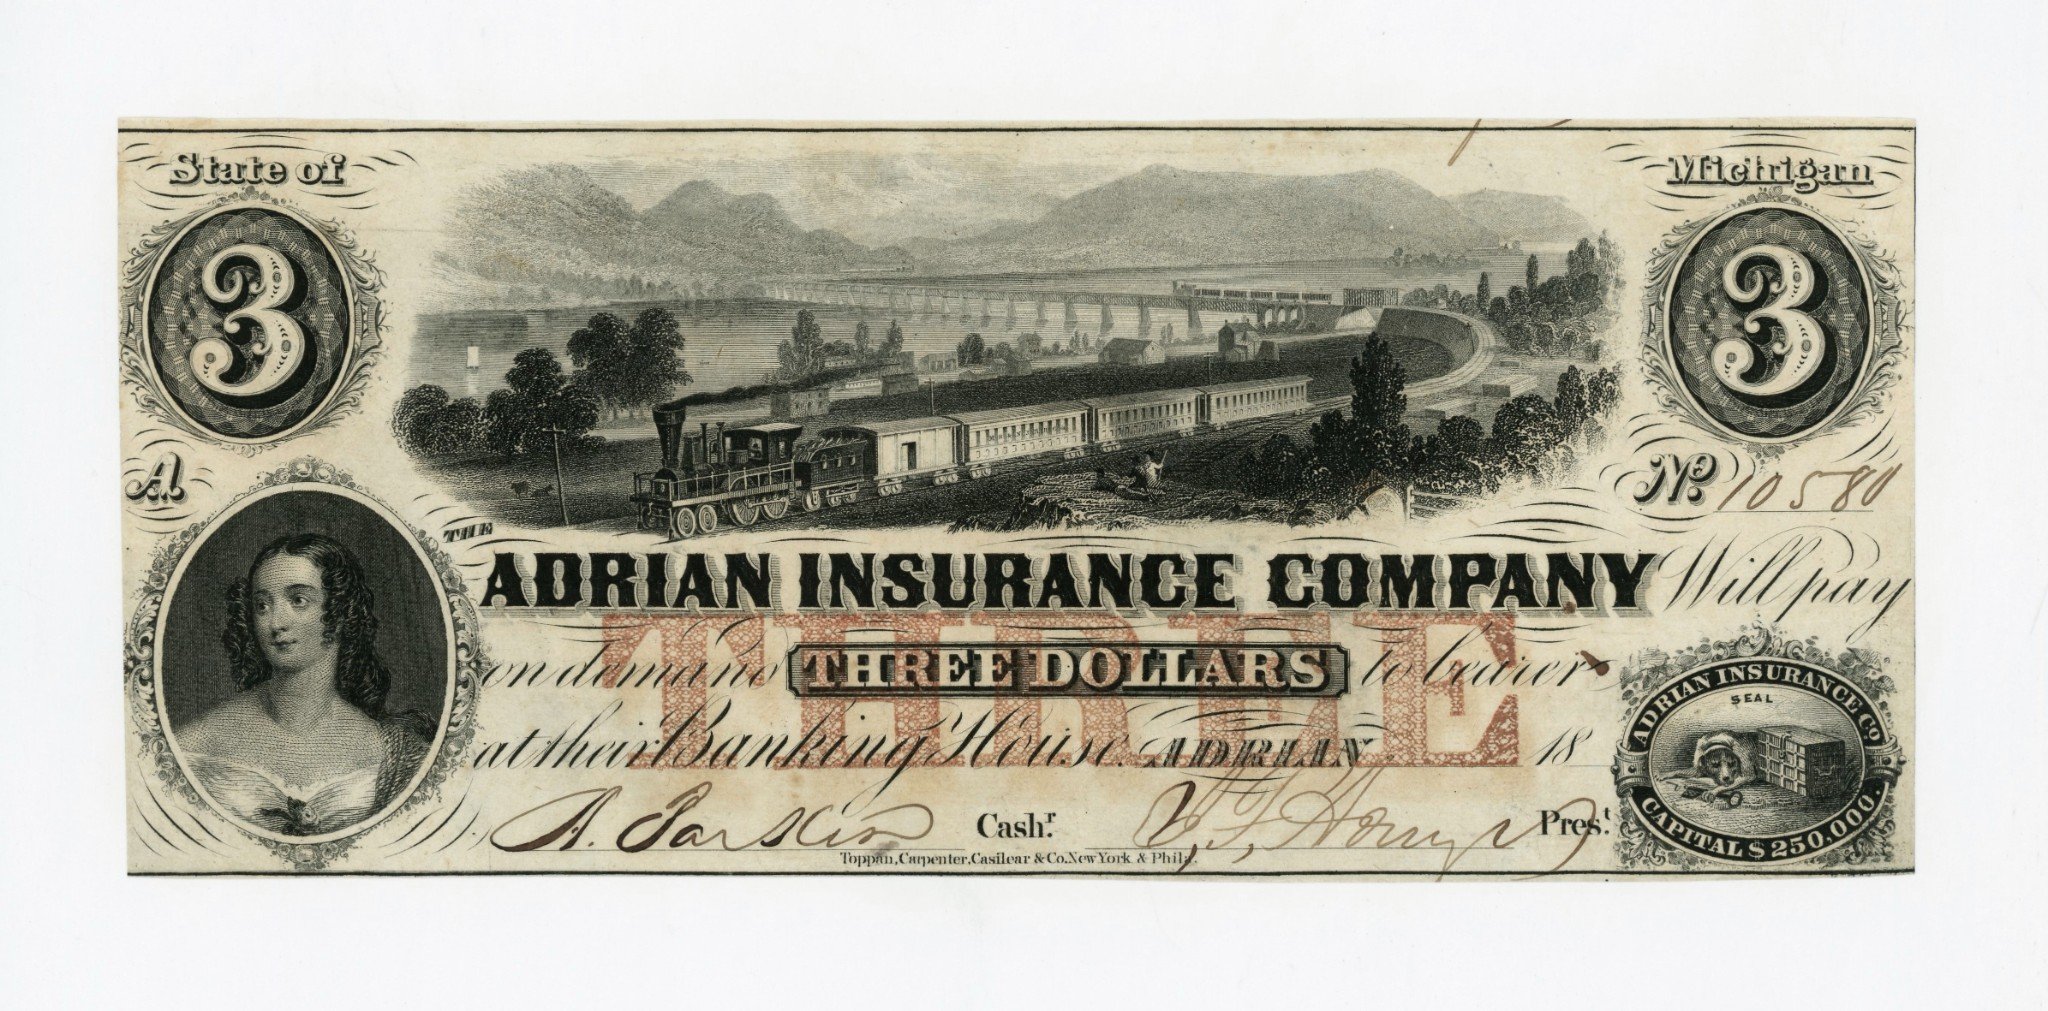 State of
Michigan
3
3
A
No. 10580
THE
ADRIAN INSURANCE COMPANY Will pay
THREE
on demand THREE DOLLARS to bearer
at their Banking House. ADRIAN 18
ADRIAN INSURANCE CO
SEAL
CAPITAL $250,000.
Cashr.
Prest.
Toppan, Carpenter, Casilear & Co. New York & Phila.